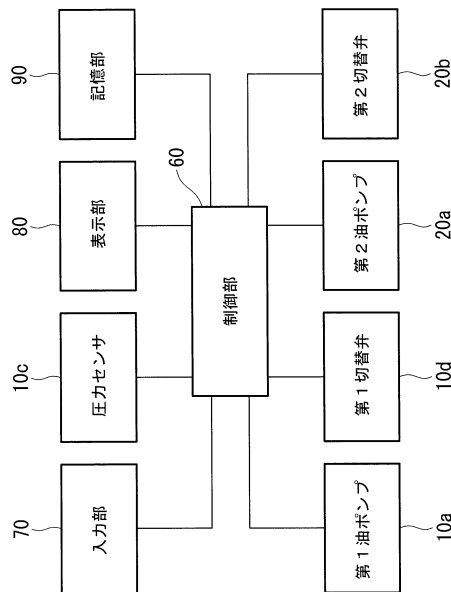 70
入力部
10c
圧力センサ
80
表示部
90
記憶部
60
制御部
第1油ポンプ
10a
第1切替弁
10d
第2油ポンプ
20a
第2切替弁
20b